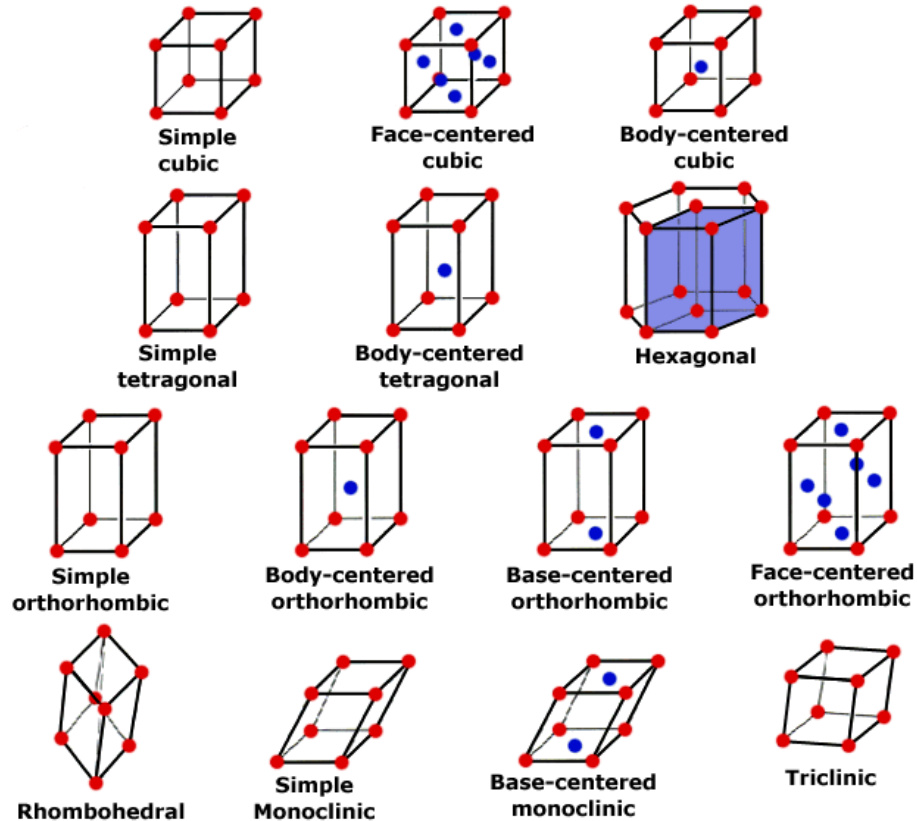 Simple
cubic
Face-centered
cubic
Body-centered
cubic
Simple
tetragonal
Body-centered
tetragonal
Hexagonal
Simple
orthorhombic
Body-centered
orthorhombic
Base-centered
orthorhombic
Face-centered
orthorhombic
Rhombohedral
Simple
Monoclinic
Base-centered
monoclinic
Triclinic